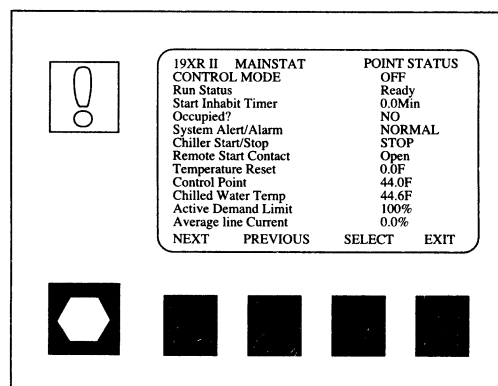 19XR II MAINSTAT POINT STATUS
CONTROL MODE OFF
Run Status Ready
Start Inhabit Timer 0.0Min
Occupied? NO
System Alert/Alarm NORMAL
Chiller Start/Stop STOP
Remote Start Contact Open
Temperature Reset 0.0F
Control Point 44.0F
Chilled Water Temp 44.6F
Active Demand Limit 100%
Average line Current 0.0%
NEXT PREVIOUS SELECT EXIT